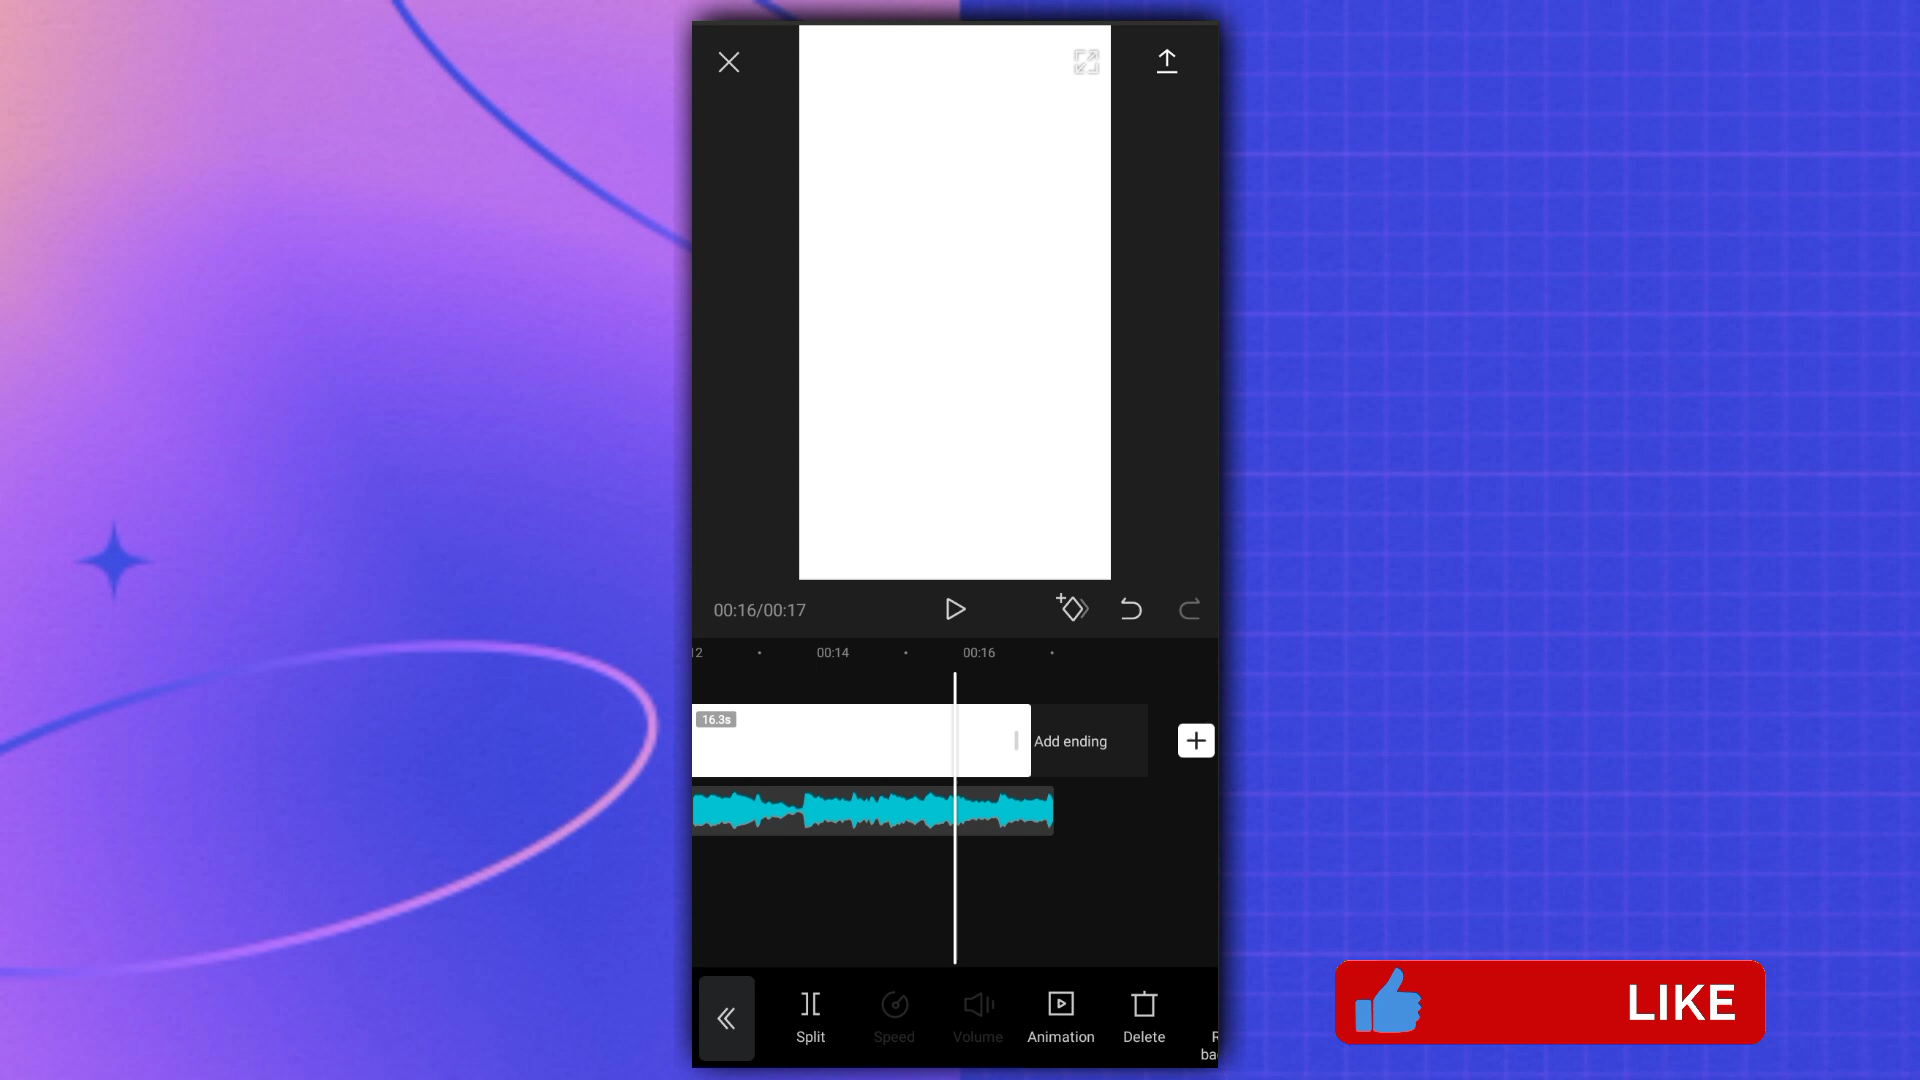 00:16/00:17
12
00:14
00:16
16.3s
Add ending
Split
Speed
Volume
Animation
Delete
LIKE